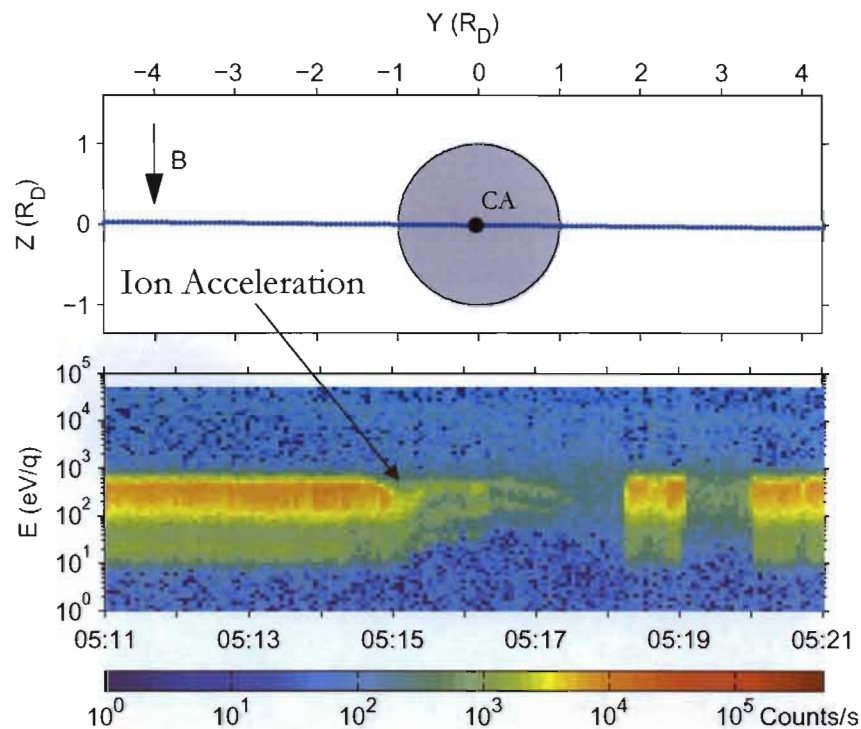 Y (R_D)
−4 −3 −2 −1 0 1 2 3 4
Z (R_D)
1
0
−1
B
CA
Ion Acceleration
E (eV/q)
10^5
10^4
10^3
10^2
10^1
10^0
05:11 05:13 05:15 05:17 05:19 05:21
10^0 10^1 10^2 10^3 10^4 10^5 Counts/s